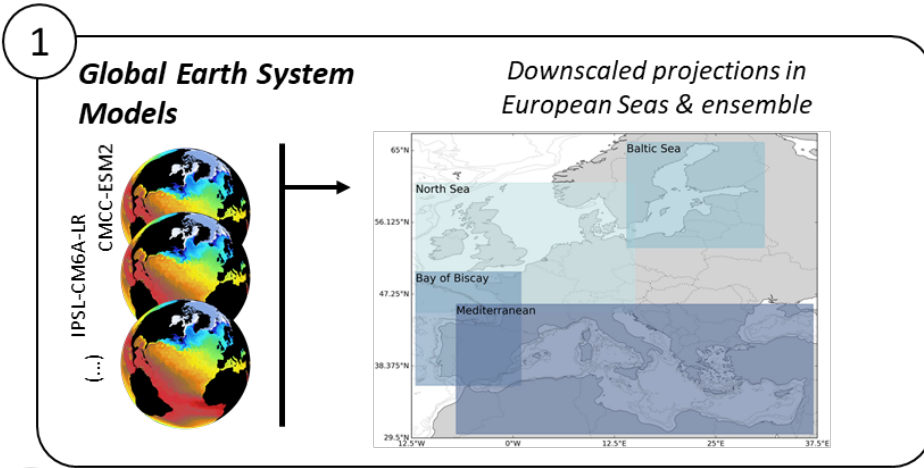 1
Global Earth System
Models
Downscaled projections in
European Seas & ensemble
CMCC-ESM2
IPSL-CM6A-LR
(...)
65°N
Baltic Sea
North Sea
56.125°N
Bay of Biscay
47.25°N
Mediterranean
38.375°N
29.5°N
12.5°W
0°W
12.5°E
25°E
37.5°E